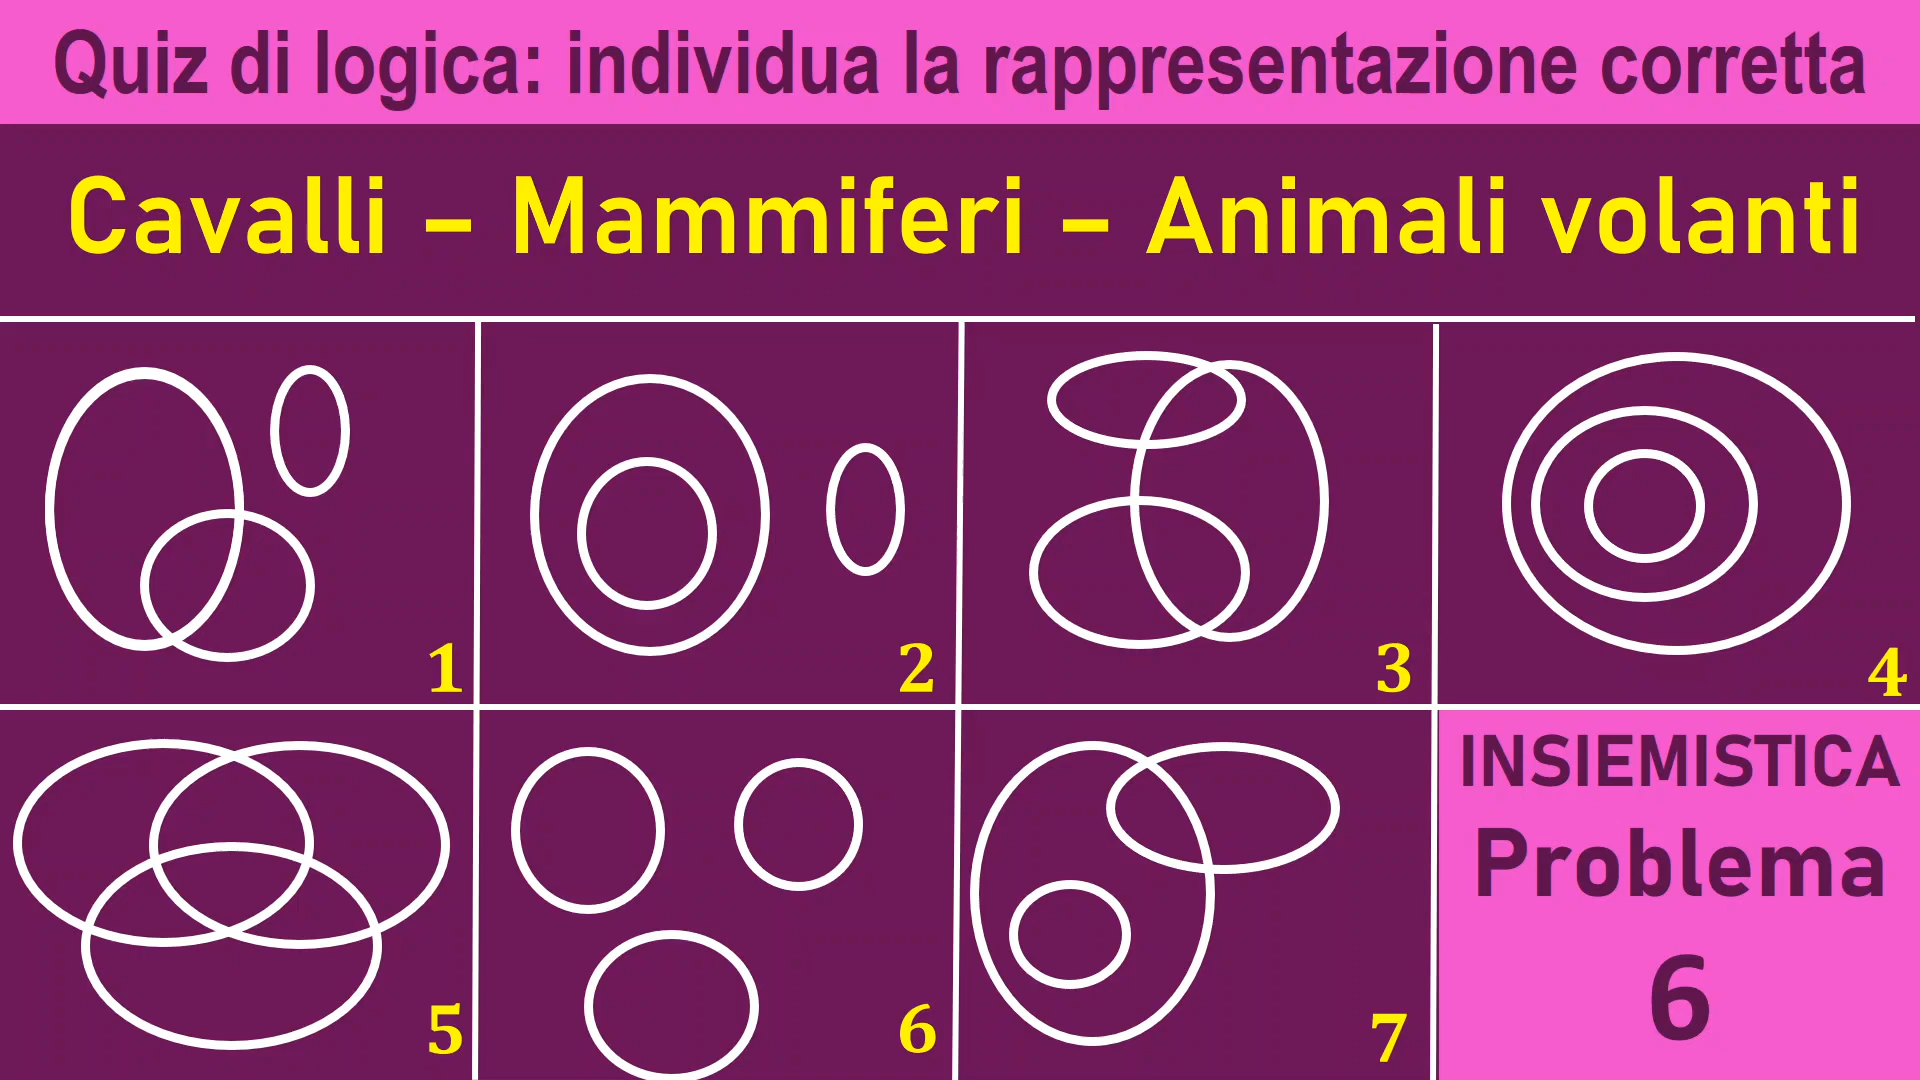 Quiz di logica: individua la rappresentazione corretta
Cavalli – Mammiferi – Animali volanti
1
2
3
4
5
6
7
INSIEMISTICA
Problema
6